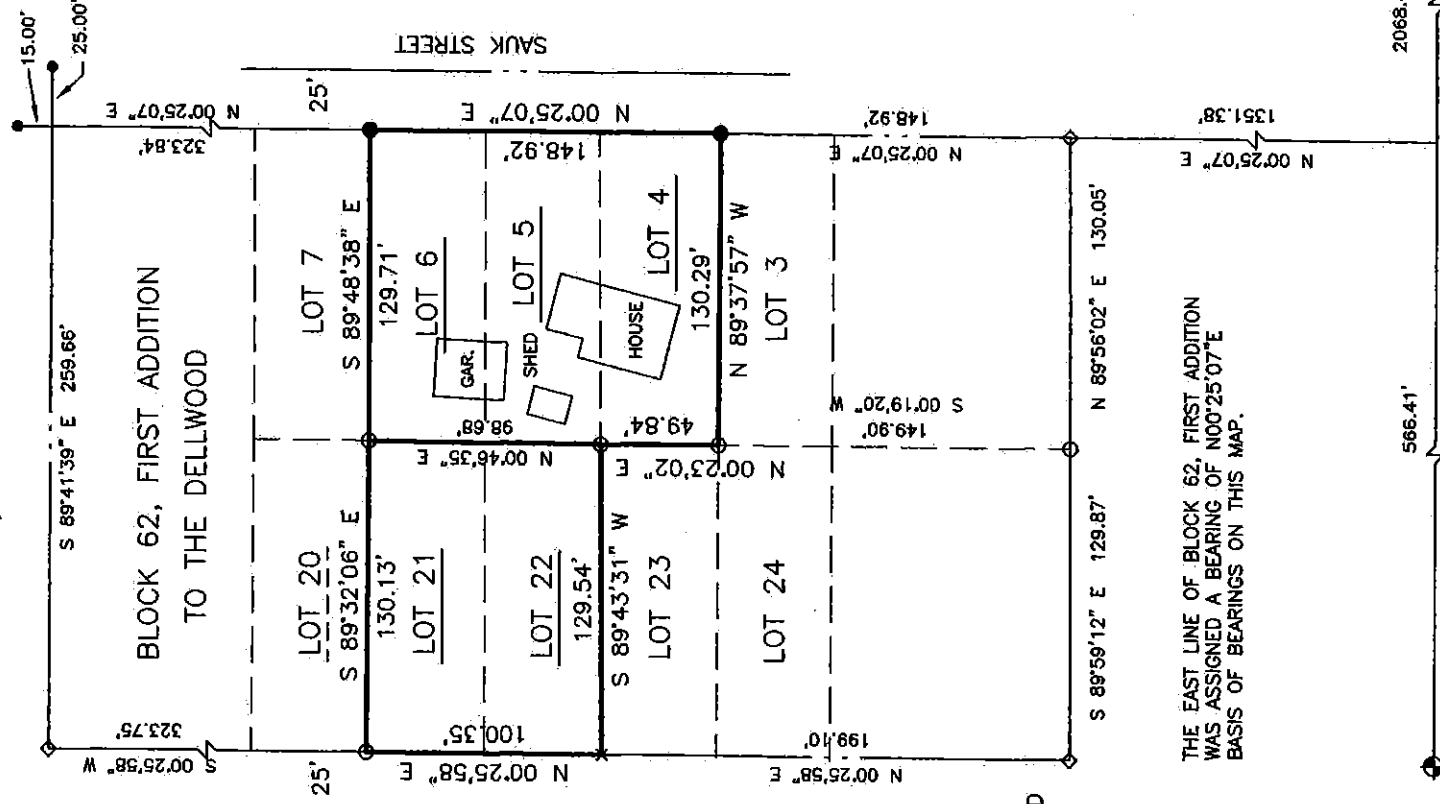 15.00'
25.00'
2068.
SAUK STREET
S 89°41'39" E 259.66'
N 00°25'07" E
323.84'
25'
BLOCK 62, FIRST ADDITION
TO THE DELLWOOD
323.75'
S 00°25'58" W
25'
LOT 7
S 89°48'38" E
129.71'
LOT 6
N 00°25'07" E
148.92'
LOT 5
GAR.
SHED
LOT 4
HOUSE
130.29'
N 89°37'57" W
LOT 3
98.68'
N 00°46'35" E
49.84'
N 00°23'02" E
LOT 20
S 89°32'06" E
130.13'
LOT 21
LOT 22
129.54'
S 89°43'31" W
LOT 23
LOT 24
100.35'
N 00°25'58" E
199.10'
N 00°25'58" E
148.92'
N 00°25'07" E
S 00°19'20" W
149.90'
S 89°59'12" E 129.87'
N 89°56'02" E 130.05'
1351.38'
N 00°25'07" E
THE EAST LINE OF BLOCK 62, FIRST ADDITION
WAS ASSIGNED A BEARING OF N00°25'07"E
BASIS OF BEARINGS ON THIS MAP.
566.41'